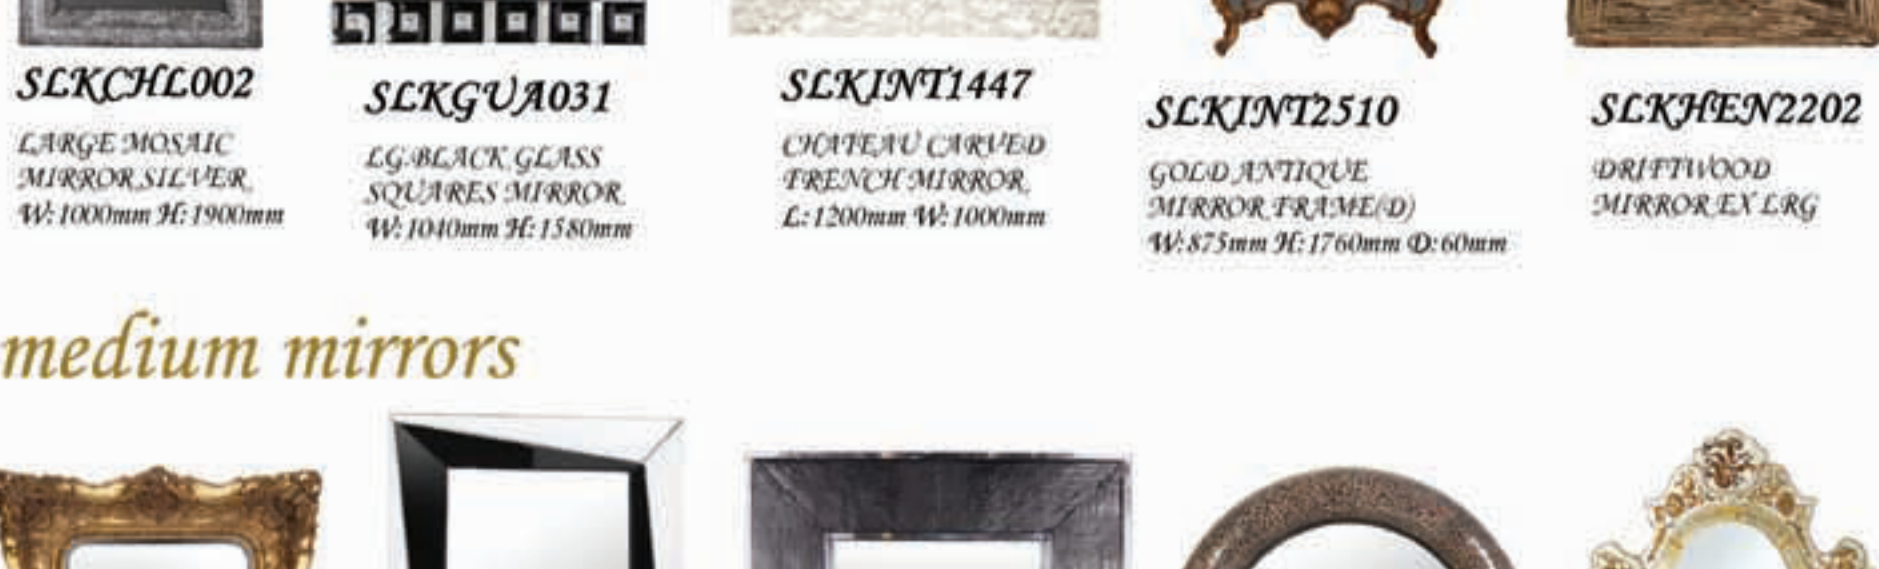 SLKCHL002
LARGE MOSAIC
MIRROR SILVER
W: 1000mm H: 1900mm
SLKGUA031
LG.BLACK GLASS
SQUARES MIRROR
W: 1040mm H: 1580mm
SLKINT1447
CHATEAU CARVED
FRENCH MIRROR
L: 1200mm W: 1000mm
SLKINT2510
GOLD ANTIQUE
MIRROR FRAME(D)
W: 875mm H: 1760mm D: 60mm
SLKHEN2202
DRIFTWOOD
MIRROR EX LRG
medium mirrors